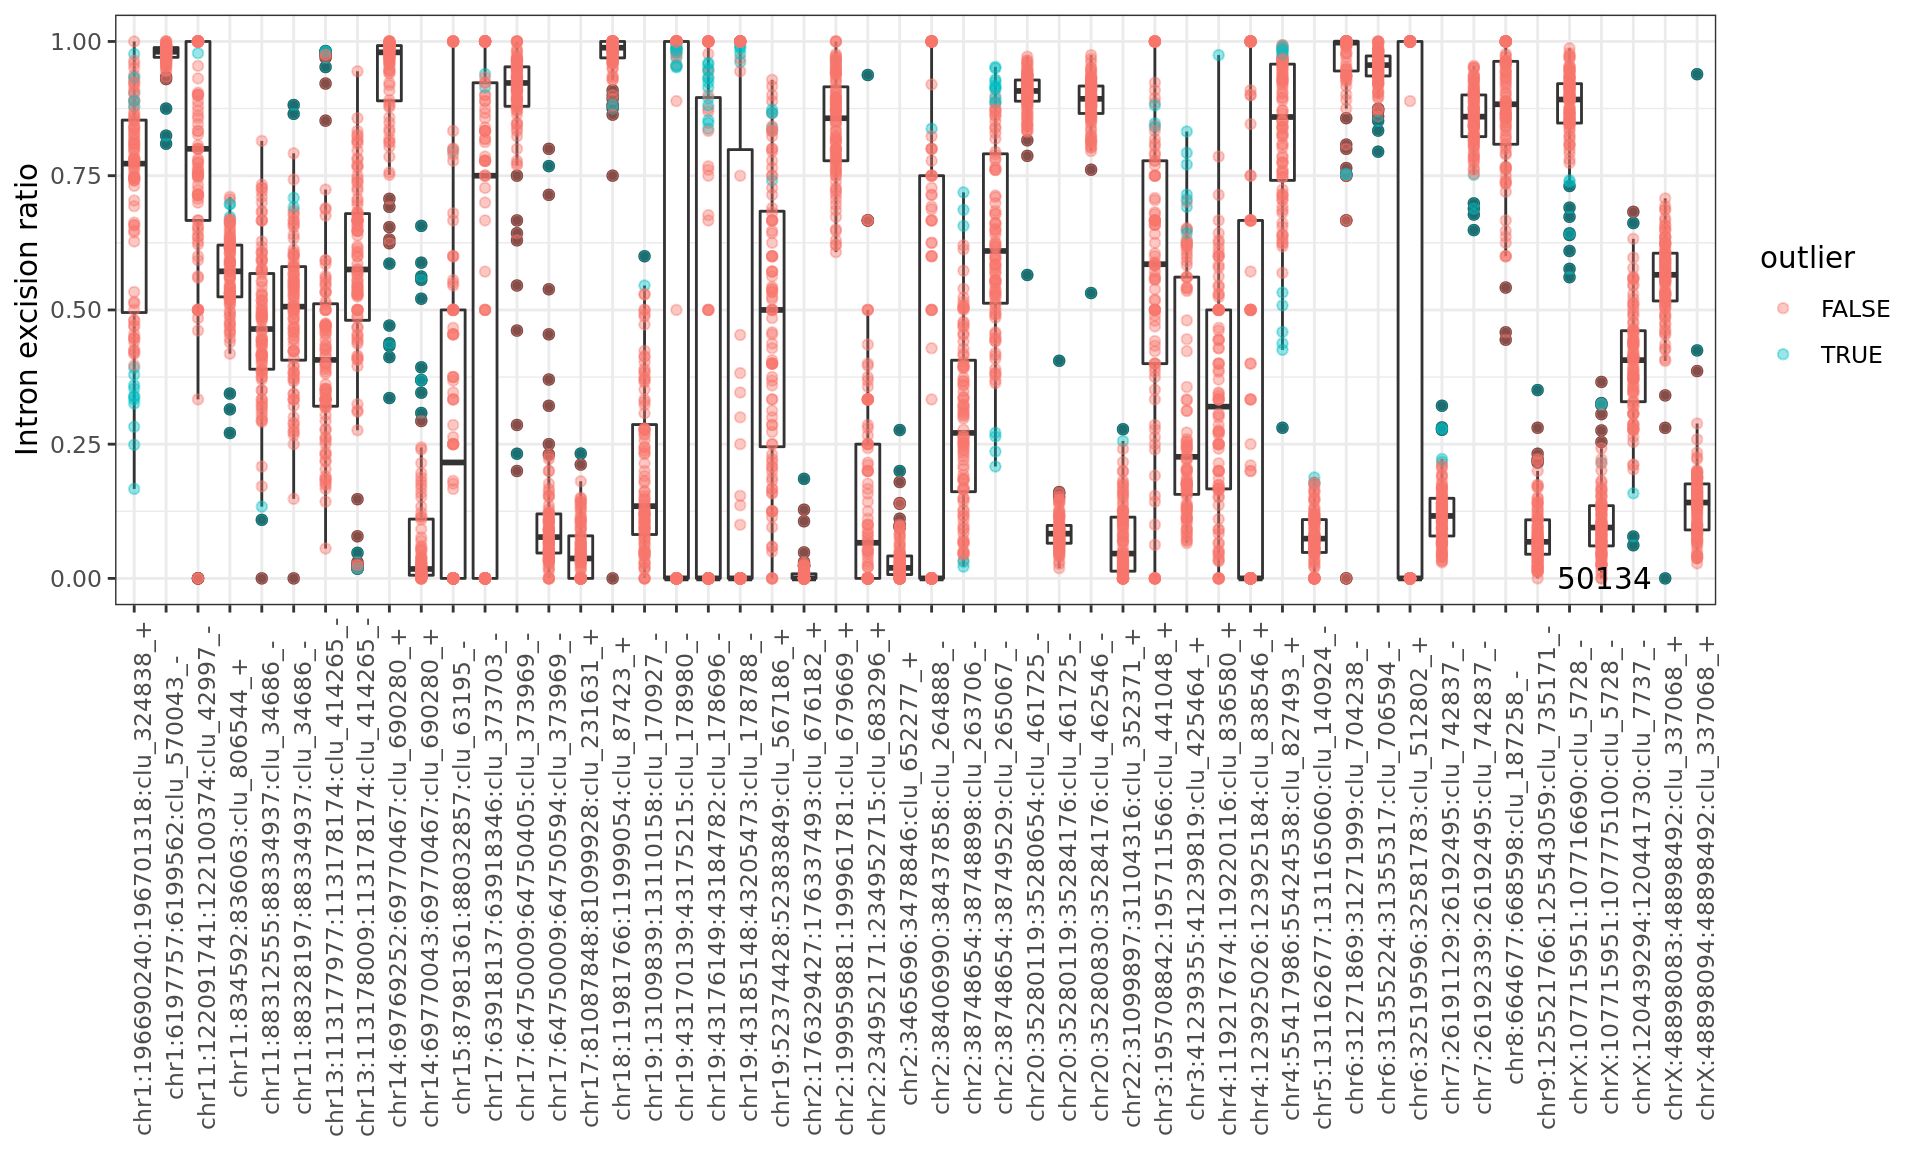 Intron excision ratio
1.00
0.75
0.50
0.25
0.00
50134
outlier
FALSE
TRUE
chr1:196690240:196701318:clu_324838_+
chr1:6197757:6199562:clu_570043_-
chr11:122091741:122100374:clu_42997_-
chr11:834592:836063:clu_806544_+
chr11:88312555:88334937:clu_34686_-
chr11:88328197:88334937:clu_34686_-
chr13:113177977:113178174:clu_414265_-
chr13:113178009:113178174:clu_414265_-
chr14:69769252:69770467:clu_690280_+
chr14:69770043:69770467:clu_690280_+
chr15:87981361:88032857:clu_63195_-
chr17:63918137:63918346:clu_373703_-
chr17:64750009:64750405:clu_373969_-
chr17:64750009:64750594:clu_373969_-
chr17:81087848:81099928:clu_231631_+
chr18:11981766:11999054:clu_87423_+
chr19:13109839:13110158:clu_170927_-
chr19:43170139:43175215:clu_178980_-
chr19:43176149:43184782:clu_178696_-
chr19:43185148:43205473:clu_178788_-
chr19:52374428:52383849:clu_567186_+
chr2:176329427:176337493:clu_676182_+
chr2:199959881:199961781:clu_679669_+
chr2:234952171:234952715:clu_683296_+
chr2:3465696:3478846:clu_652277_+
chr2:38406990:38437858:clu_264888_-
chr2:38748654:38748898:clu_263706_-
chr2:38748654:38749529:clu_265067_-
chr20:35280119:35280654:clu_461725_-
chr20:35280119:35284176:clu_461725_-
chr20:35280830:35284176:clu_462546_-
chr22:31099897:31104316:clu_352371_+
chr3:195708842:195711566:clu_441048_+
chr3:41239355:41239819:clu_425464_+
chr4:119217674:119220116:clu_836580_+
chr4:139250026:139251184:clu_838546_+
chr4:55417986:55424538:clu_827493_+
chr5:131162677:131165060:clu_140924_-
chr6:31271869:31271999:clu_704238_-
chr6:31355224:31355317:clu_706594_-
chr6:32519596:32581783:clu_512802_+
chr7:26191129:26192495:clu_742837_-
chr7:26192339:26192495:clu_742837_-
chr8:664677:668598:clu_187258_-
chr9:125521766:125543059:clu_735171_-
chrX:107715951:107716690:clu_5728_-
chrX:107715951:107775100:clu_5728_-
chrX:120439294:120441730:clu_7737_-
chrX:48898083:48898492:clu_337068_+
chrX:48898094:48898492:clu_337068_+